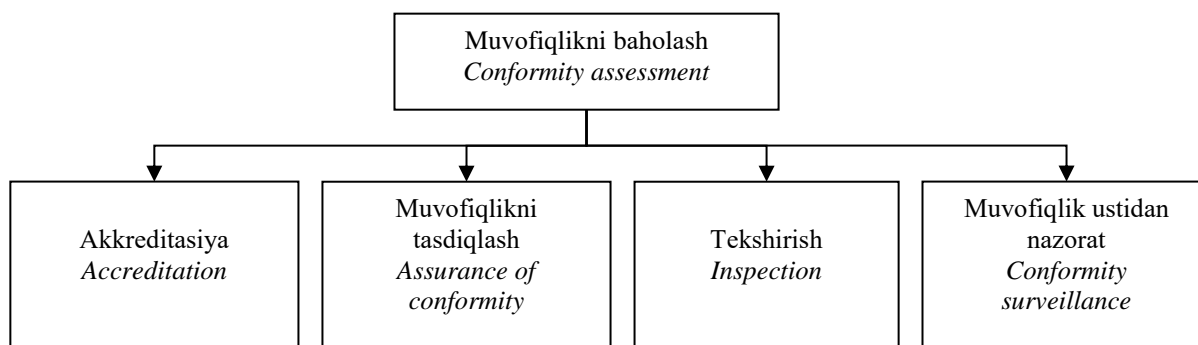 Muvofiqlikni baholash
Conformity assessment
Akkreditasiya
Accreditation
Muvofiqlikni
tasdiqlash
Assurance of
conformity
Tekshirish
Inspection
Muvofiqlik ustidan
nazorat
Conformity
surveillance